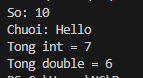 So: 10
Chuoi: Hello
Tong int = 7
Tong double = 6